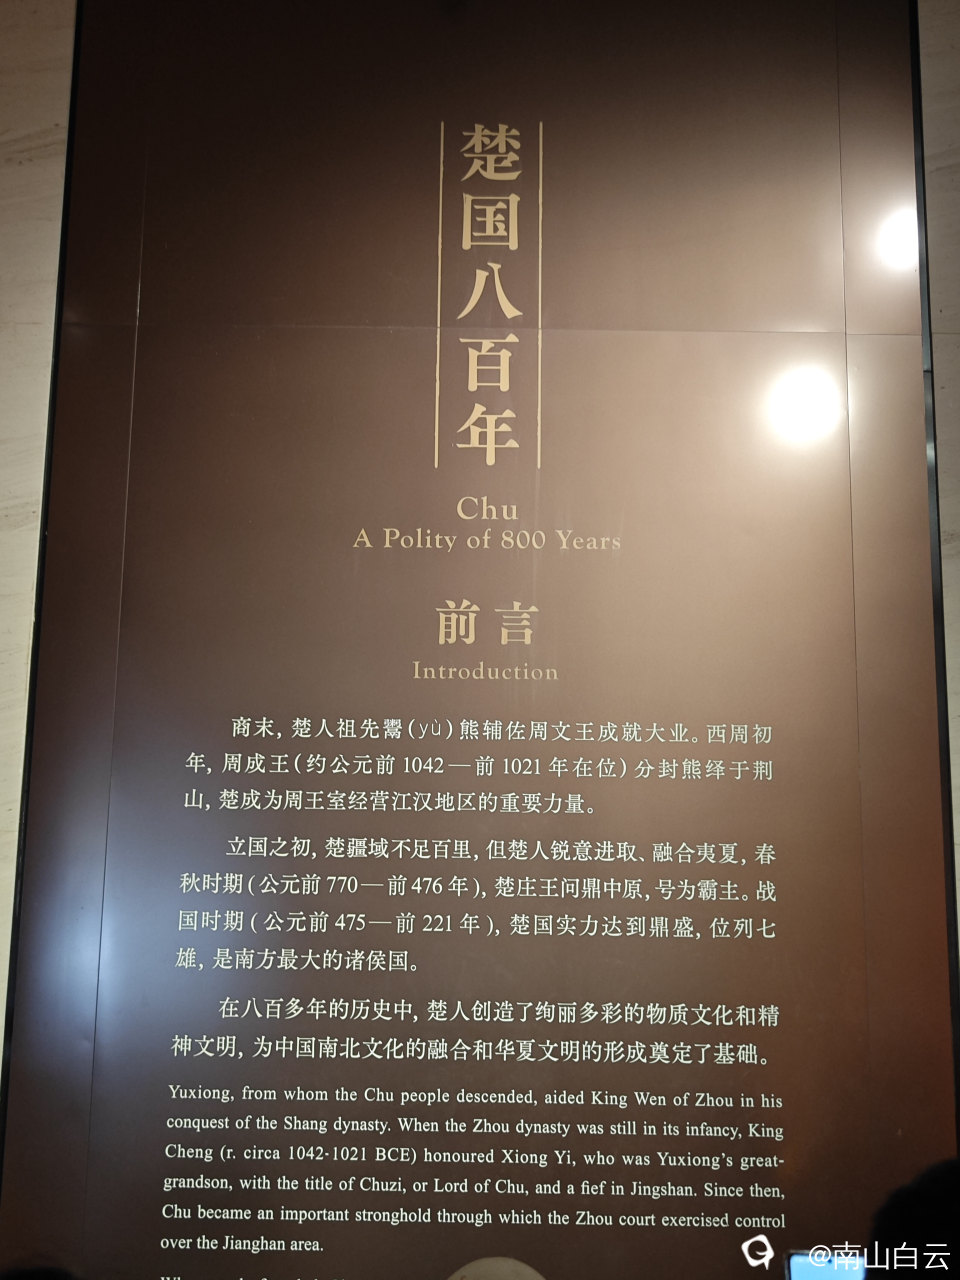 楚国八百年
Chu
A Polity of 800 Years
前言
Introduction
商末，楚人祖先鬻(yù)熊辅佐周文王成就大业。西周初
年，周成王(约公元前1042—前1021年在位)分封熊绎于荆
山，楚成为周王室经营江汉地区的重要力量。
立国之初，楚疆域不足百里，但楚人锐意进取、融合夷夏，春
秋时期(公元前770—前476年)，楚庄王问鼎中原，号为霸主。战
国时期(公元前475—前221年)，楚国实力达到鼎盛，位列七
雄，是南方最大的诸侯国。
在八百多年的历史中，楚人创造了绚丽多彩的物质文化和精
神文明，为中国南北文化的融合和华夏文明的形成奠定了基础。
Yuxiong, from whom the Chu people descended, aided King Wen of Zhou in his
conquest of the Shang dynasty. When the Zhou dynasty was still in its infancy, King
Cheng (r. circa 1042-1021 BCE) honoured Xiong Yi, who was Yuxiong's great-
grandson, with the title of Chuzi, or Lord of Chu, and a fief in Jingshan. Since then,
Chu became an important stronghold through which the Zhou court exercised control
over the Jianghan area.
@南山白云